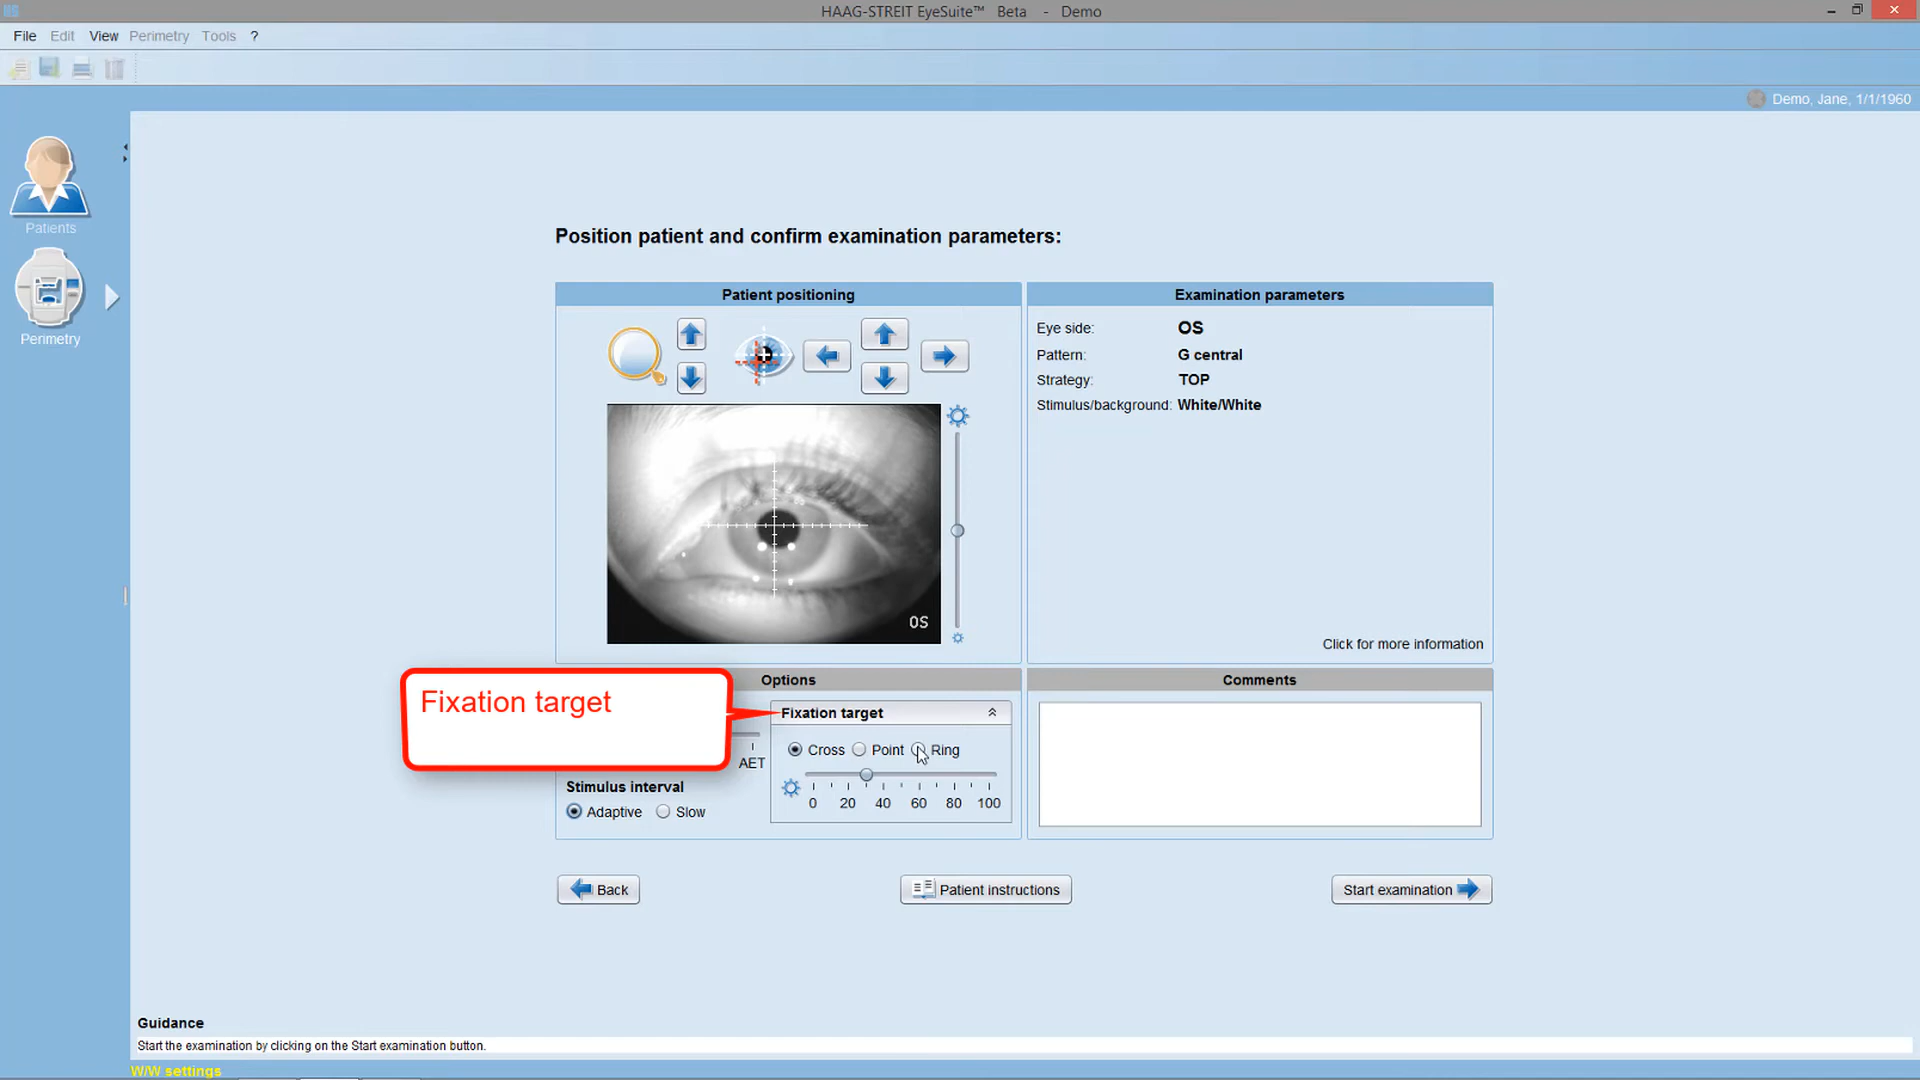 HAAG-STREIT EyeSuite™ Beta - Demo
File Edit View Perimetry Tools ?
Demo, Jane, 1/1/1960
Patients
Perimetry
Position patient and confirm examination parameters:
Patient positioning
OS
Examination parameters
Eye side: OS
Pattern: G central
Strategy: TOP
Stimulus/background: White/White
Click for more information
Options
Fixation target
AET
Stimulus interval
Adaptive Slow
Fixation target
Cross Point Ring
0 20 40 60 80 100
Comments
Back
Patient instructions
Start examination
Guidance
Start the examination by clicking on the Start examination button.
W/W settings